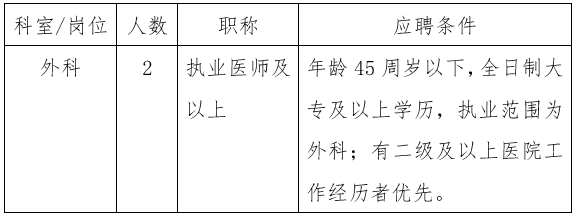 科室/岗位 人数 职称 应聘条件
外科 2 执业医师及 年龄 45 周岁以下，全日制大
以上 专及以上学历，执业范围为
外科；有二级及以上医院工
作经历者优先。